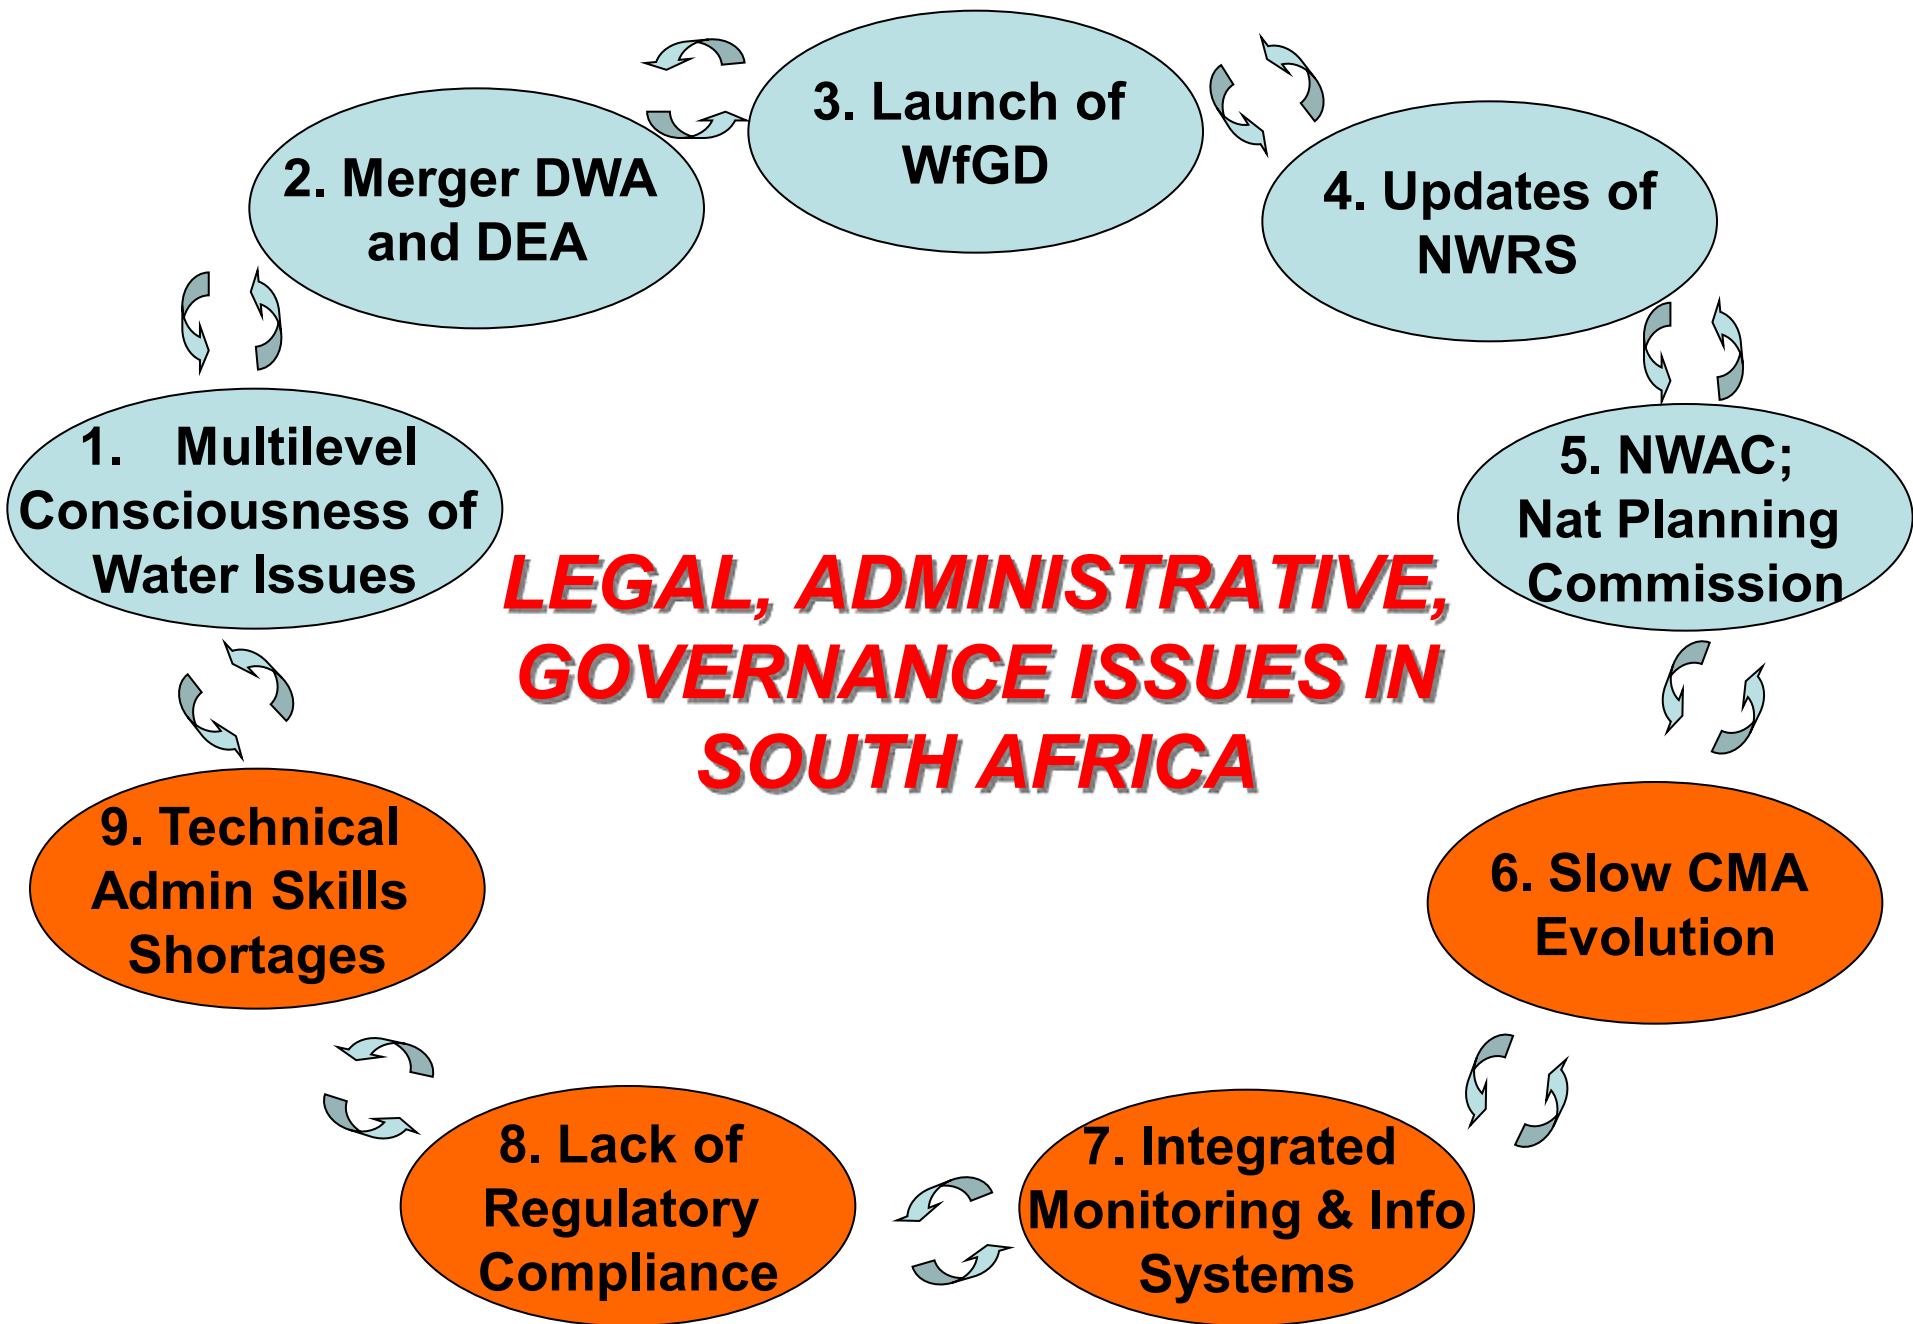 1. Multilevel
Consciousness of
Water Issues
2. Merger DWA
and DEA
3. Launch of
WfGD
4. Updates of
NWRS
5. NWAC;
Nat Planning
Commission
6. Slow CMA
Evolution
7. Integrated
Monitoring & Info
Systems
8. Lack of
Regulatory
Compliance
9. Technical
Admin Skills
Shortages
LEGAL, ADMINISTRATIVE,
GOVERNANCE ISSUES IN
SOUTH AFRICA